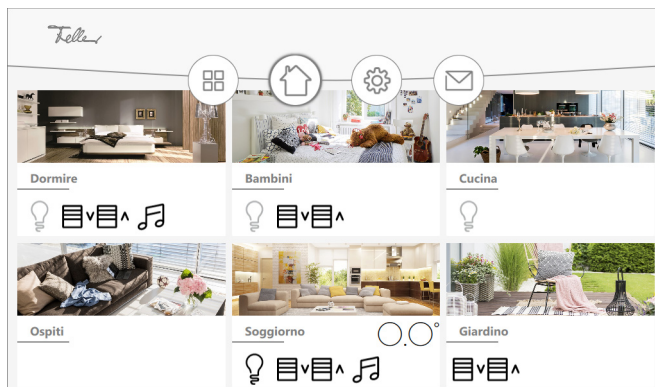 Feller
Dormire
Bambini
Cucina
Ospiti
Soggiorno
Giardino